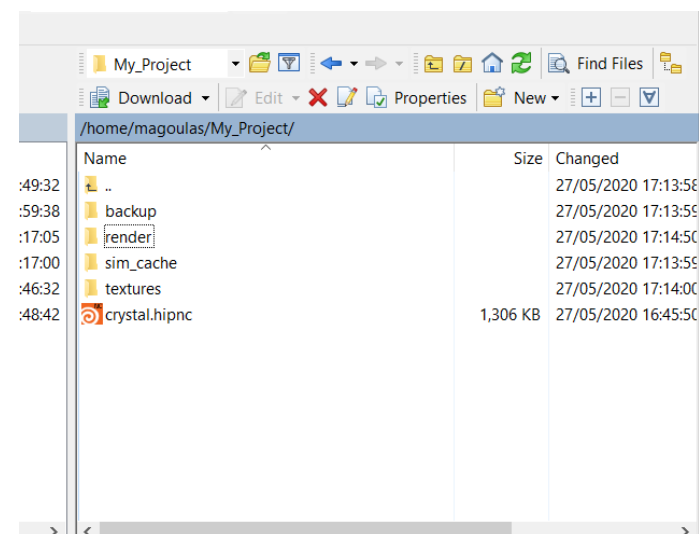 My_Project
Find Files
Download Edit Properties New
/home/magoulas/My_Project/
Name Size Changed
:49:32 .. 27/05/2020 17:13:58
:59:38 backup 27/05/2020 17:13:59
:17:05 render 27/05/2020 17:14:50
:17:00 sim_cache 27/05/2020 17:13:59
:46:32 textures 27/05/2020 17:14:00
:48:42 crystal.hipnc 1,306 KB 27/05/2020 16:45:50